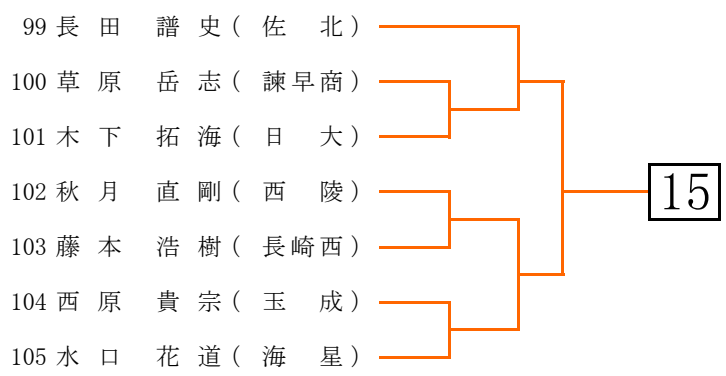 99 長田 譜史(佐北)
100 草原 岳志(諫早商)
101 木下 拓海(日大)
102 秋月 直剛(西陵)
15
103 藤本 浩樹(長崎西)
104 西原 貴宗(玉成)
105 水口 花道(海星)